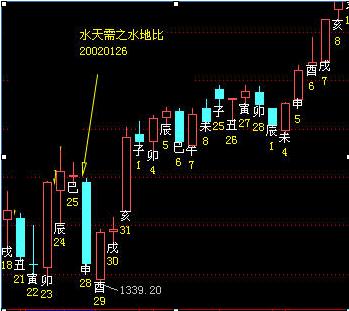 水天需之水地比
20020126
戌
18
丑
21
寅
22
卯
23
辰
24
巳
25
申
28
酉
29
1339.20
戌
30
亥
31
子
1
卯
4
辰
5
巳
6
午
7
未
8
子
25
丑
26
寅
27
卯
28
辰
1
未
4
申
5
酉
6
戌
7
亥
8